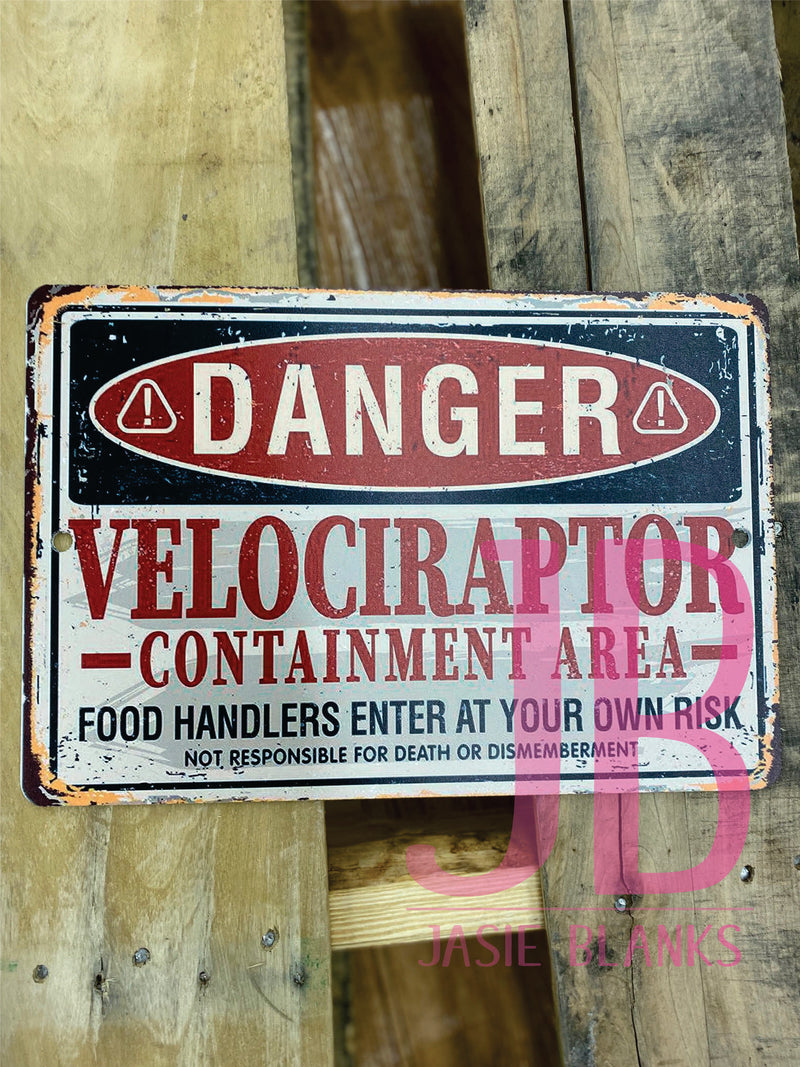 DANGER
VELOCIRAPTOR
CONTAINMENT AREA
FOOD HANDLERS ENTER AT YOUR OWN RISK
NOT RESPONSIBLE FOR DEATH OR DISMEMBERMENT
JB
JASIE BLANKS